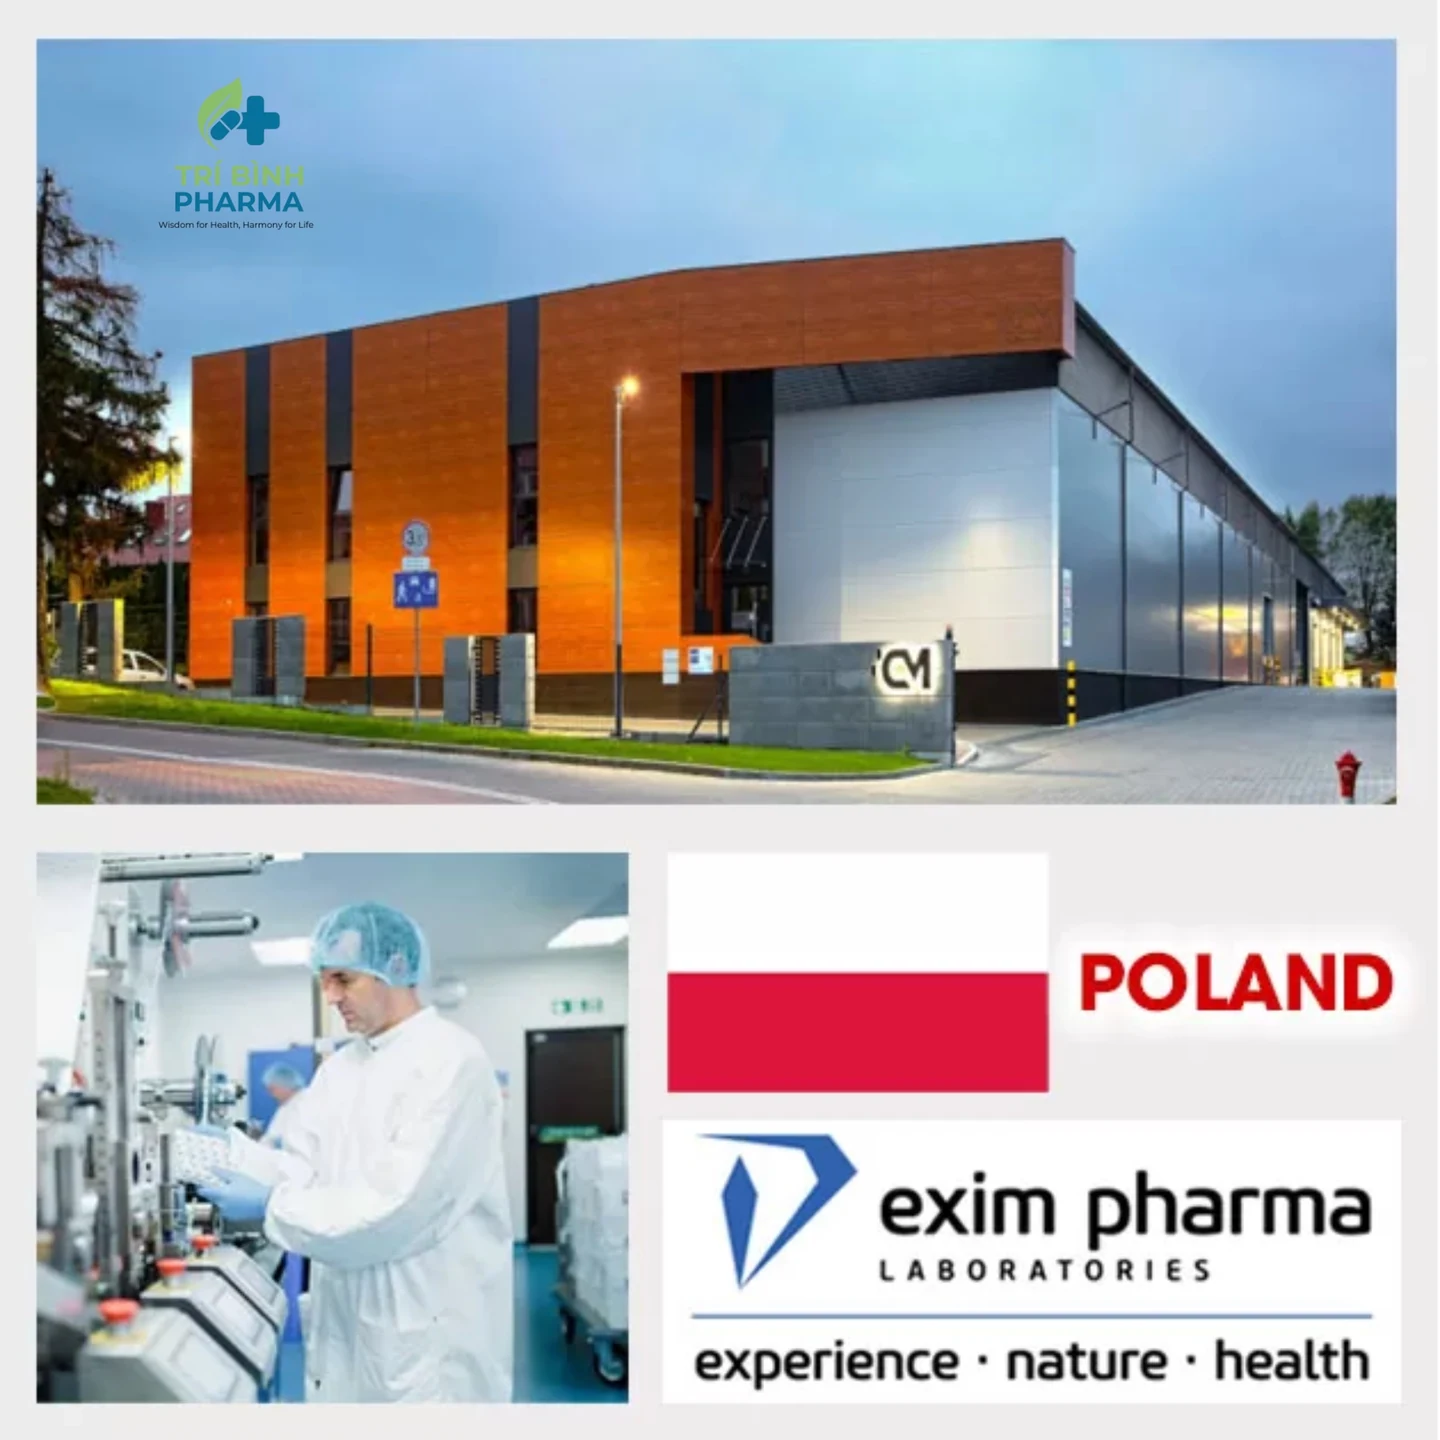 TRÍ BÌNH
PHARMA
Wisdom for Health, Harmony for Life
CM
POLAND
exim pharma
LABORATORIES
experience · nature · health